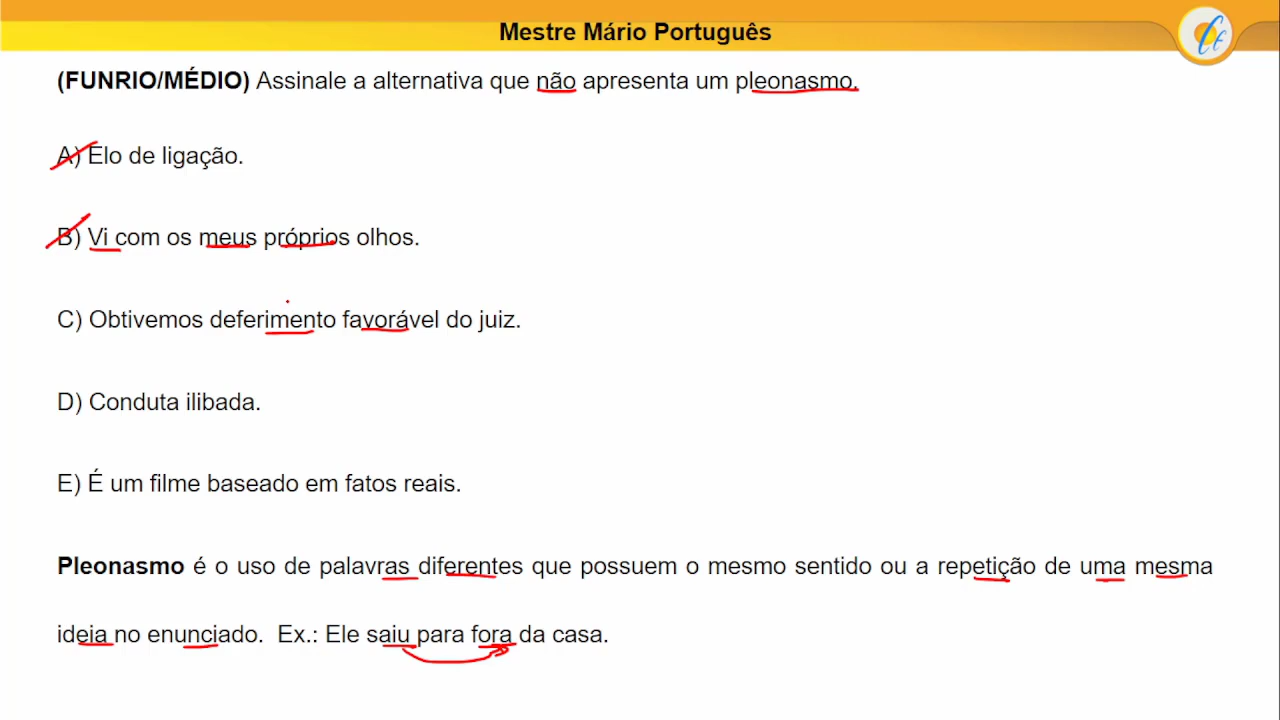 Mestre Mário Português
(FUNRIO/MÉDIO) Assinale a alternativa que não apresenta um pleonasmo.
A) Elo de ligação.
B) Vi com os meus próprios olhos.
C) Obtivemos deferimento favorável do juiz.
D) Conduta ilibada.
E) É um filme baseado em fatos reais.
Pleonasmo é o uso de palavras diferentes que possuem o mesmo sentido ou a repetição de uma mesma
ideia no enunciado. Ex.: Ele saiu para fora da casa.